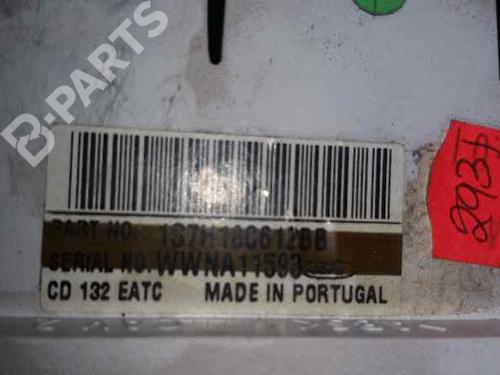 B-PARTS
PART NO. 1S7H18C612BB
SERIAL NO. WWNA11593
CD 132 EATC MADE IN PORTUGAL
2937